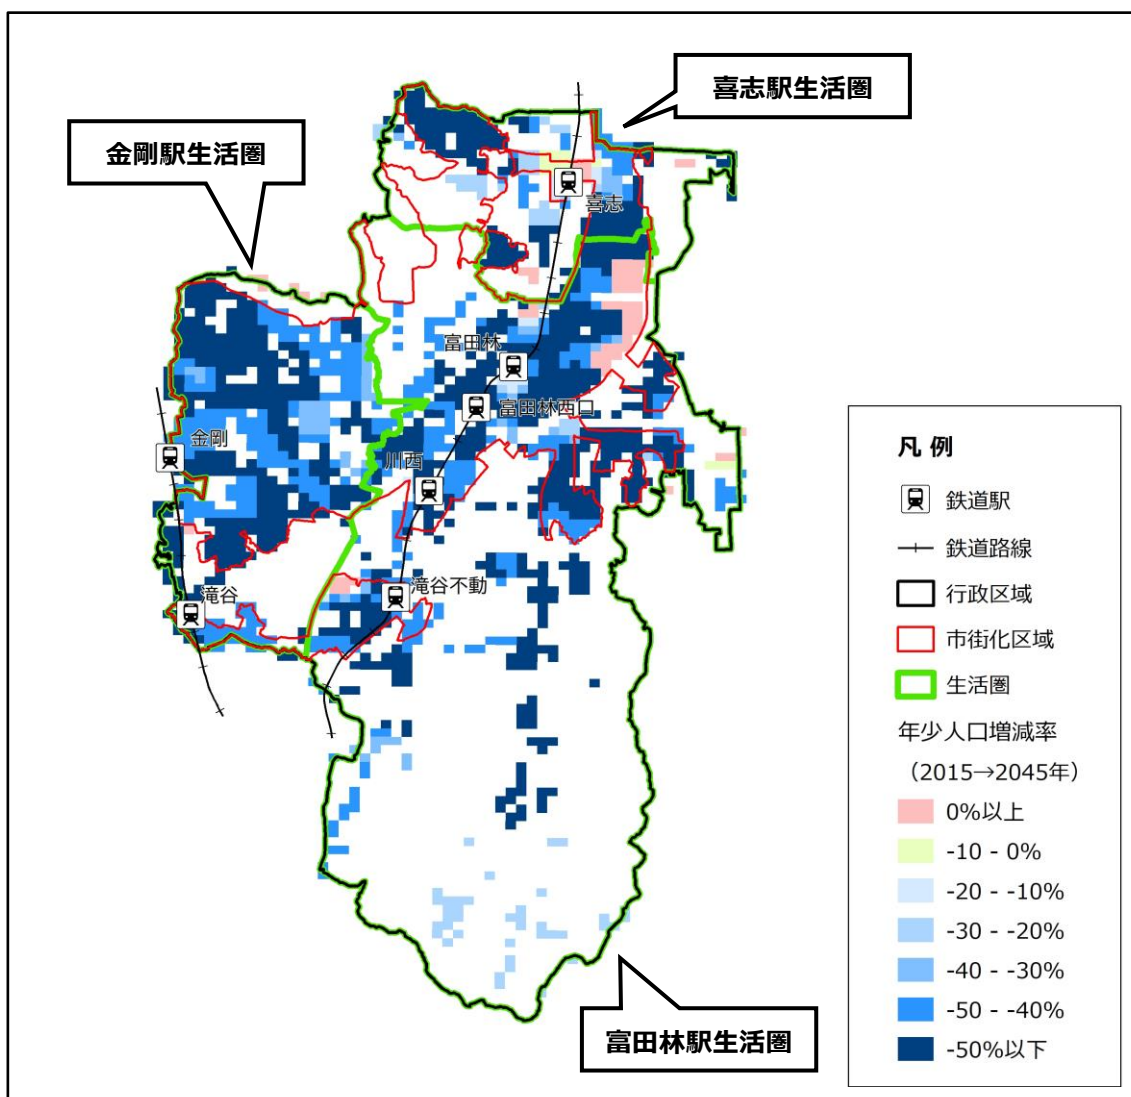 喜志駅生活圏
金剛駅生活圏
喜志
富田林
富田林西口
金剛
川西
滝谷不動
滝谷
富田林駅生活圏
凡 例
鉄道駅
鉄道路線
行政区域
市街化区域
生活圏
年少人口増減率
（2015→2045年）
0%以上
-10 - 0%
-20 - -10%
-30 - -20%
-40 - -30%
-50 - -40%
-50%以下